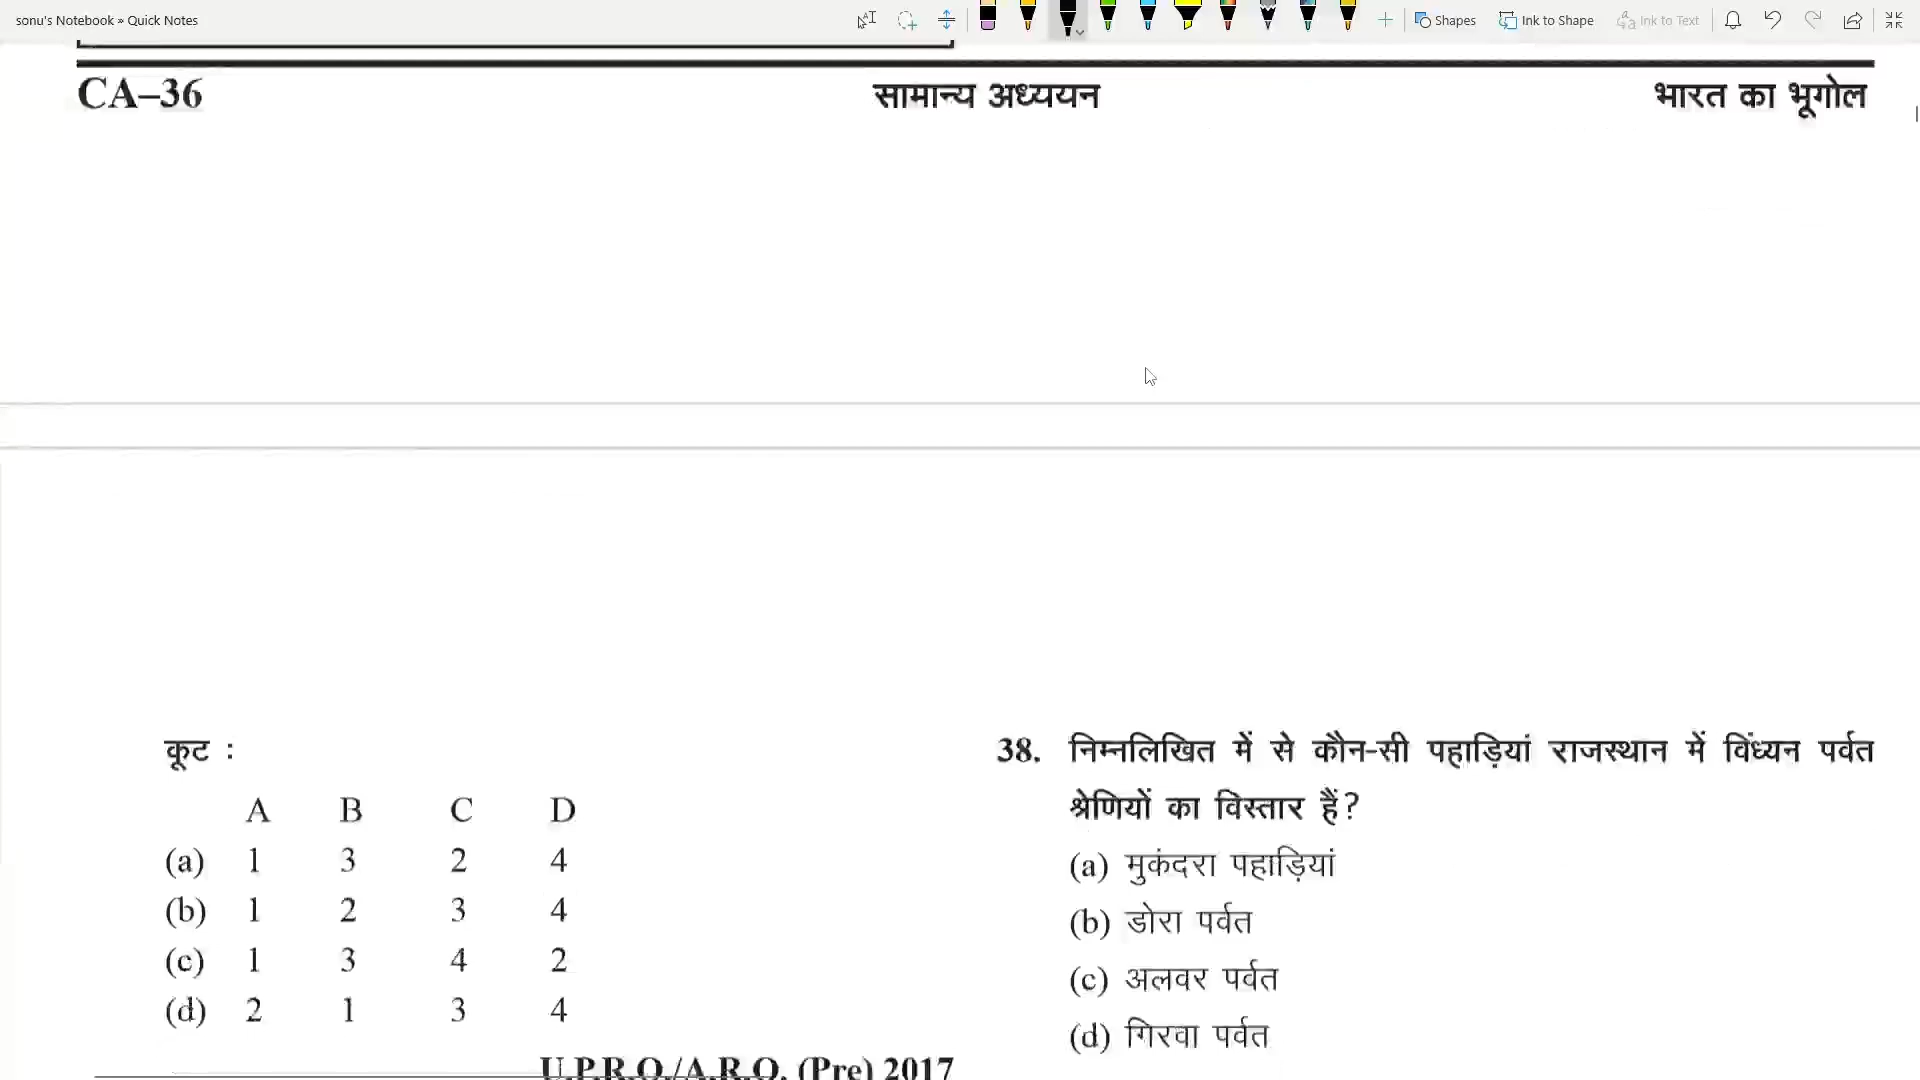 sonu's Notebook » Quick Notes
Shapes
Ink to Shape
Ink to Text
CA–36 सामान्य अध्ययन भारत का भूगोल
कूट :
A B C D
(a) 1 3 2 4
(b) 1 2 3 4
(c) 1 3 4 2
(d) 2 1 3 4
U.P.R.O./A.R.O. (Pre) 2017
38. निम्नलिखित में से कौन-सी पहाड़ियां राजस्थान में विंध्यन पर्वत
श्रेणियों का विस्तार हैं?
(a) मुकंदरा पहाड़ियां
(b) डोरा पर्वत
(c) अलवर पर्वत
(d) गिरवा पर्वत